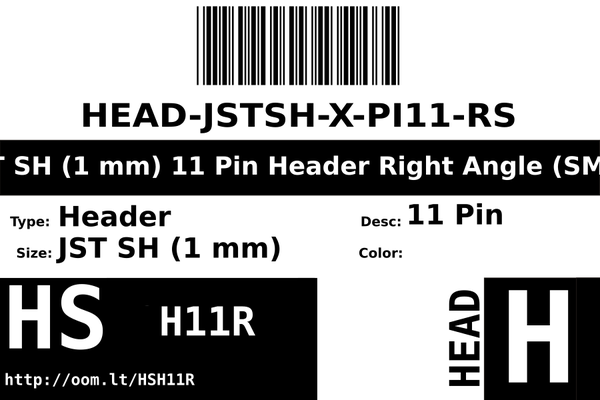 HEAD-JSTSH-X-PI11-RS
SH (1 mm) 11 Pin Header Right Angle
Type: Header
Desc: 11 Pin
Size: JST SH (1 mm)
Color:
HS
H11R
http://oom.lt/HSH11R
HEAD
H